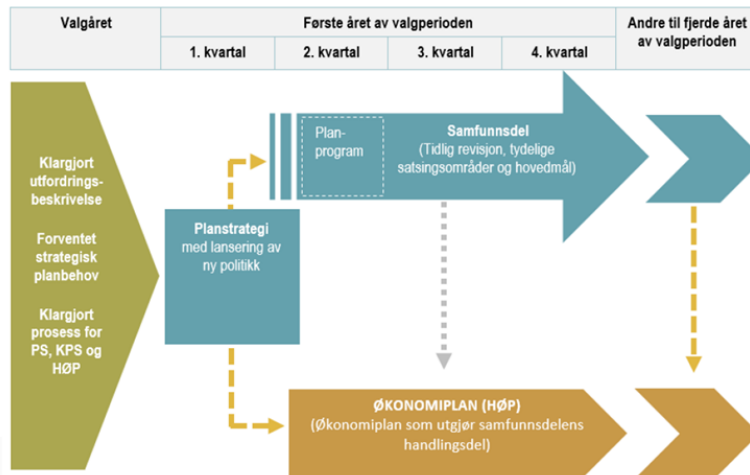 Valgåret
Første året av valgperioden
Andre til fjerde året
av valgperioden
1. kvartal
2. kvartal
3. kvartal
4. kvartal
Klargjort
utfordrings-
beskrivelse
Forventet
strategisk
planbehov
Klargjort
prosess for
PS, KPS og
HØP
Planstrategi
med lansering av
ny politikk
Plan-
program
Samfunnsdel
(Tidlig revisjon, tydelige
satsingsområder og hovedmål)
ØKONOMIPLAN (HØP)
(Økonomiplan som utgjør samfunnsdelens
handlingsdel)